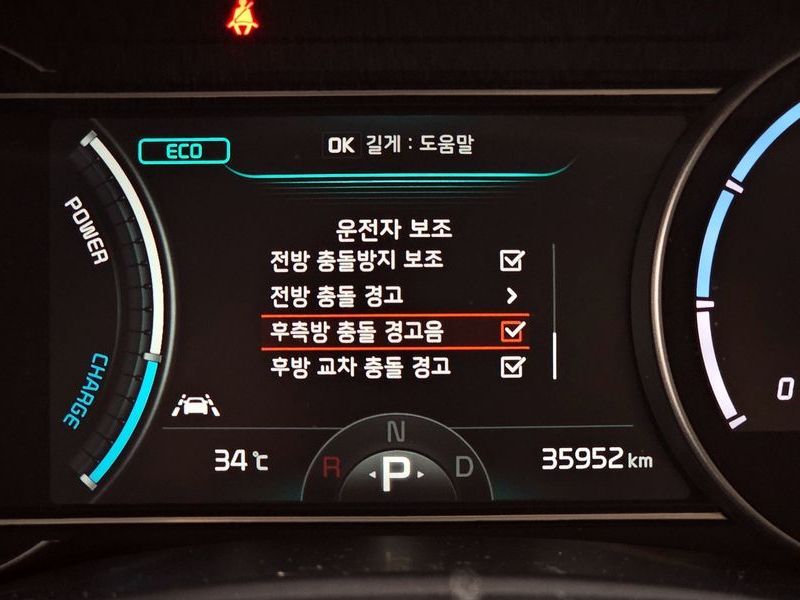 ECO
OK 길게 : 도움말
POWER
운전자 보조
전방 충돌방지 보조
전방 충돌 경고
후측방 충돌 경고음
후방 교차 충돌 경고
CHARGE
N
34℃
R P D
35952 km
0